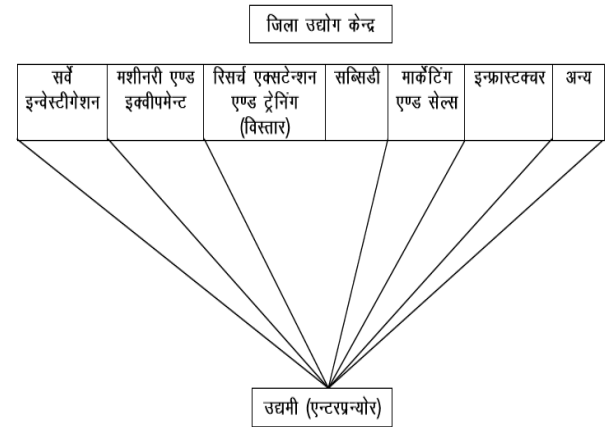 जिला उद्योग केन्द्र
सर्वे
इन्वेस्टीगेशन
मशीनरी एण्ड
इक्वीपमेन्ट
रिसर्च एक्सटेन्शन
एण्ड ट्रेनिंग
(विस्तार)
सब्सिडी
मार्केटिंग
एण्ड सेल्स
इन्फ्रास्टक्चर
अन्य
उद्यमी (एन्टरप्रन्योर)